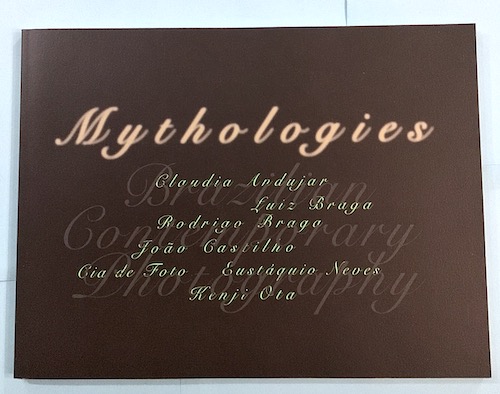 Mythologies
Claudia Andujar
Luiz Braga
Rodrigo Braga
João Castilho
Cia de Foto Eustáquio Neves
Kenji Ota
Brazilian
Contemporary
Photography